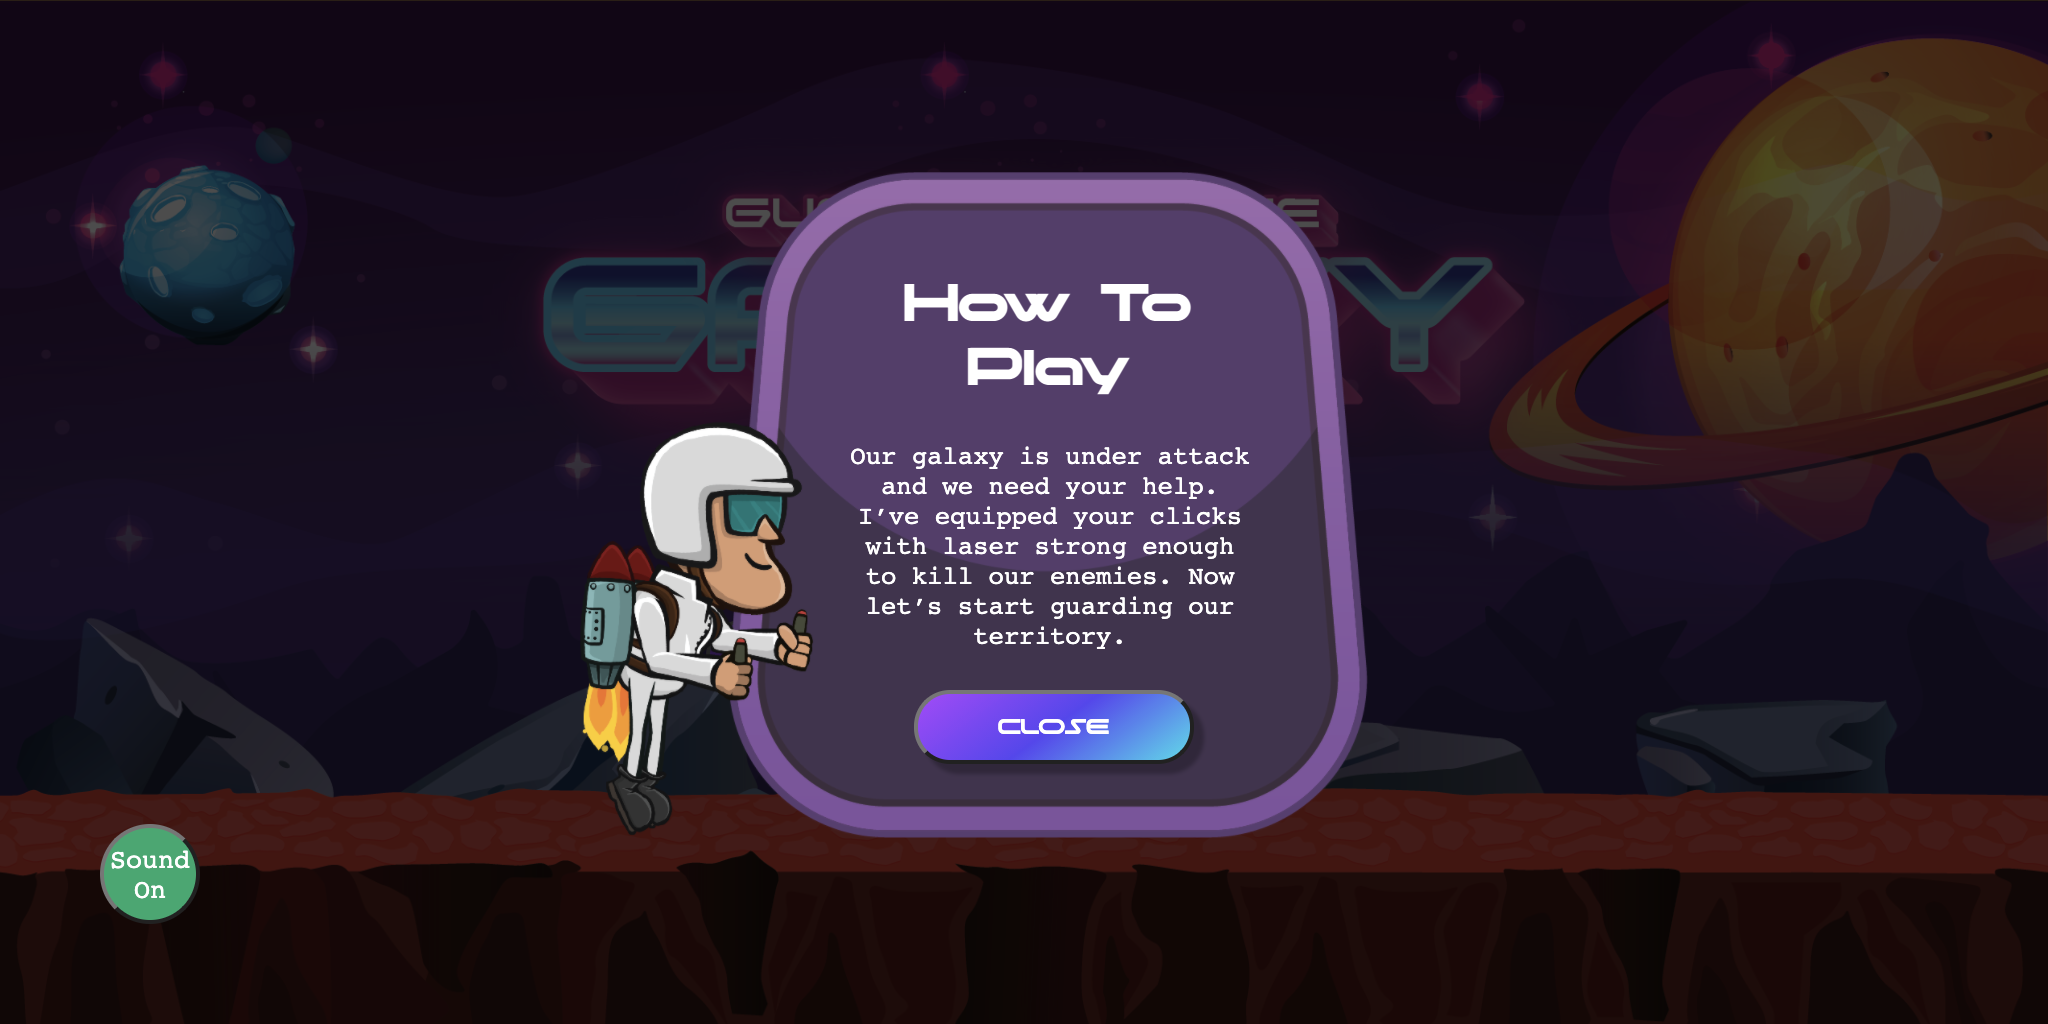 How To
Play
Our galaxy is under attack
and we need your help.
I’ve equipped your clicks
with laser strong enough
to kill our enemies. Now
let’s start guarding our
territory.
CLOSE
Sound
On